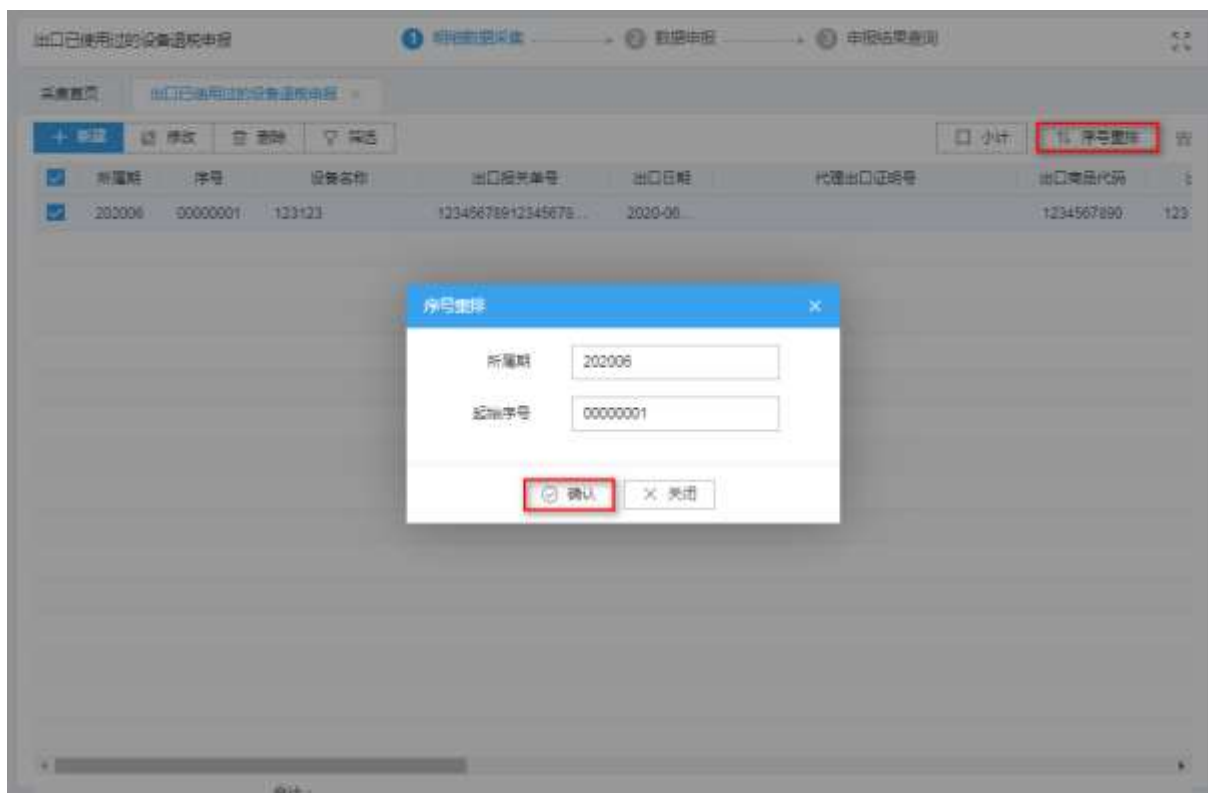 出口已使用过的设备退税申报 1 明细数据采集 2 数据申报 3 申报结果查询
采集首页 出口已使用过的设备退税申报 ×
+ 新建 修改 删除 筛选 小计 序号重排
所属期 序号 设备名称 出口报关单号 出口日期 代理出口证明号 出口商品代码
202006 00000001 123123 12345678912345678... 2020-06... 1234567890 123
序号重排 ×
所属期 202006
起始序号 00000001
确认 × 关闭